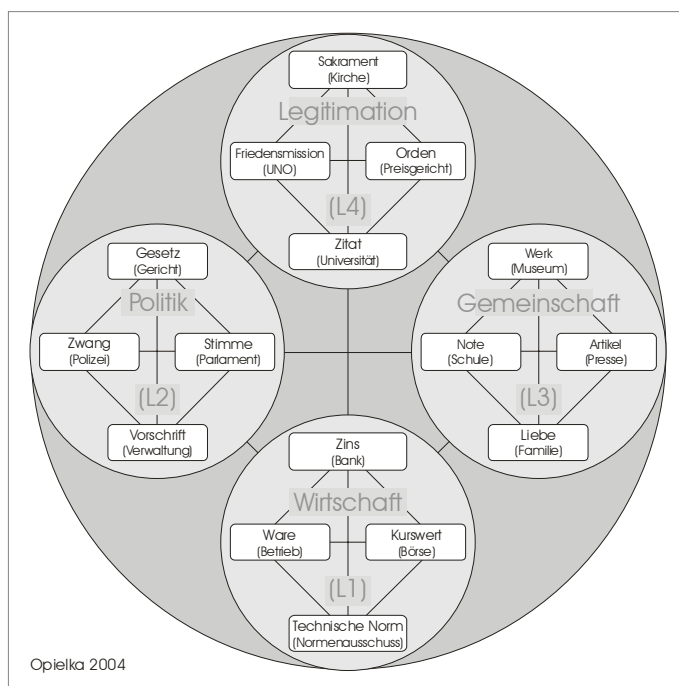 Sakrament
(Kirche)
Legitimation
Friedensmission
(UNO)
Orden
(Preisgericht)
(L4)
Zitat
(Universität)
Gesetz
(Gericht)
Politik
Zwang
(Polizei)
Stimme
(Parlament)
(L2)
Vorschrift
(Verwaltung)
Werk
(Museum)
Gemeinschaft
Note
(Schule)
Artikel
(Presse)
(L3)
Liebe
(Familie)
Zins
(Bank)
Wirtschaft
Ware
(Betrieb)
Kurswert
(Börse)
(L1)
Technische Norm
(Normenausschuss)
Opielka 2004